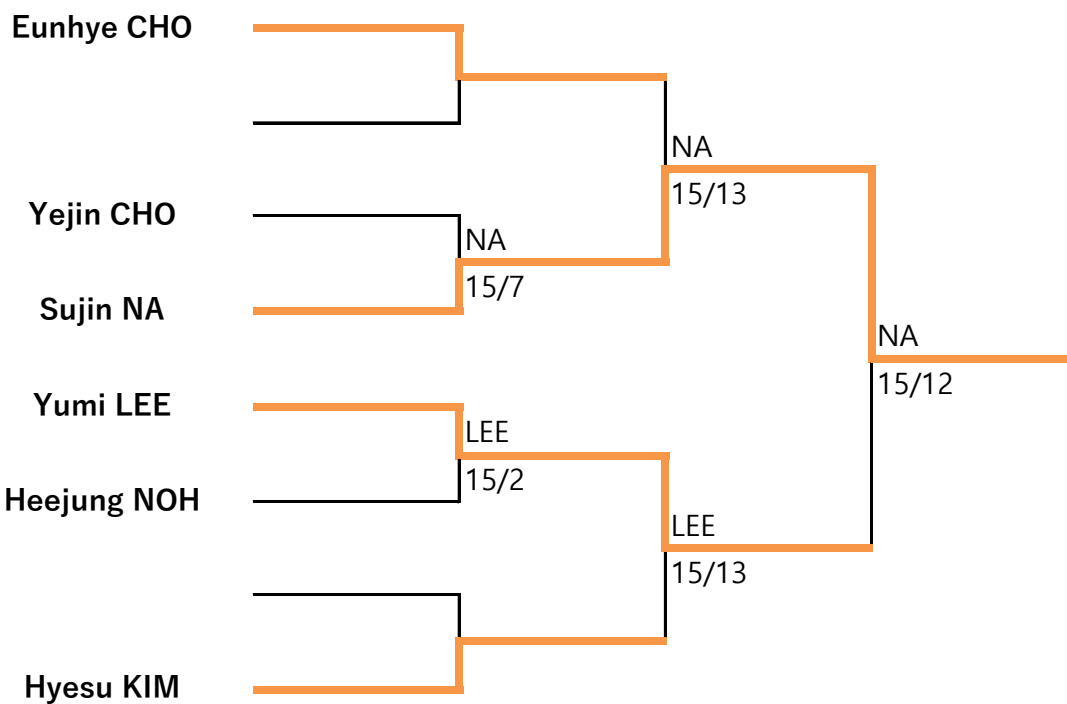 Eunhye CHO
NA
15/13
Yejin CHO
NA
15/7
Sujin NA
NA
15/12
Yumi LEE
LEE
15/2
Heejung NOH
LEE
15/13
Hyesu KIM